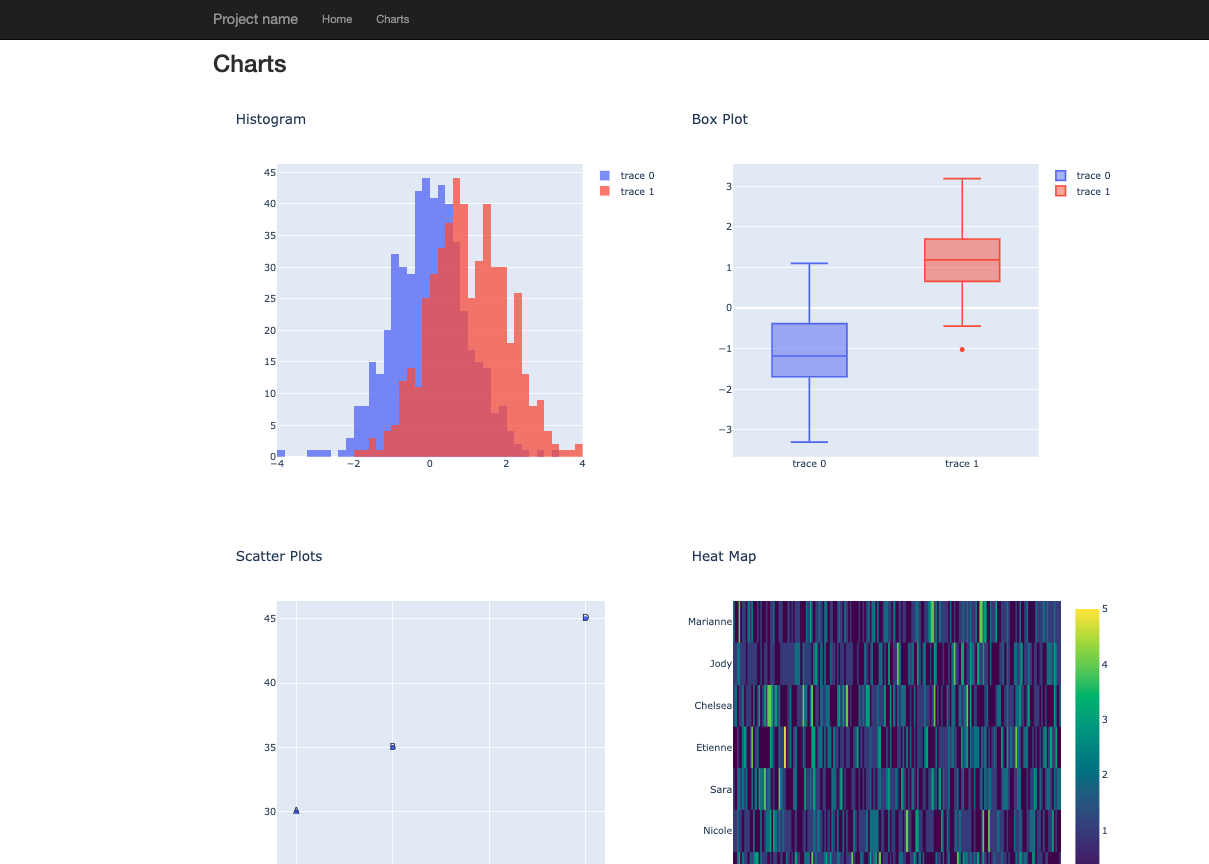 Project name Home Charts
Charts
Histogram
45
40
35
30
25
20
15
10
5
0
−4 −2 0 2 4
trace 0
trace 1
Box Plot
3
2
1
0
−1
−2
−3
trace 0 trace 1
trace 0
trace 1
Scatter Plots
45
40
35
30
D
B
A
Heat Map
Marianne
Jody
Chelsea
Etienne
Sara
Nicole
5
4
3
2
1